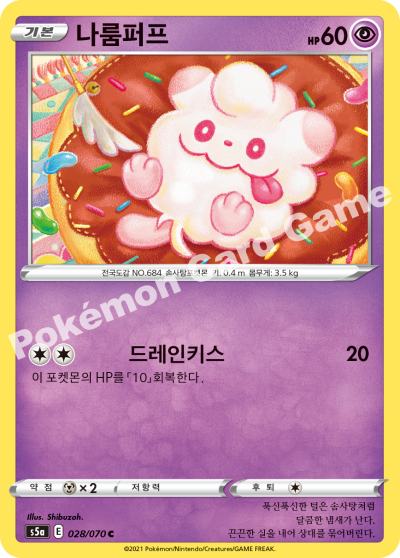 기본 나룸퍼프 HP 60
전국도감 NO.684 솜사탕포켓몬 키: 0.4 m 몸무게: 3.5 kg
Pokémon Card Game
드레인키스 20
이 포켓몬의 HP를 「10」회복한다.
약점 ×2 저항력 후퇴
Illus. Shibuzoh.
s5a E 028/070 C
푹신푹신한 털은 솜사탕처럼
달콤한 냄새가 난다.
끈끈한 실을 내어 상대를 묶어버린다.
©2021 Pokémon/Nintendo/Creatures/GAME FREAK.